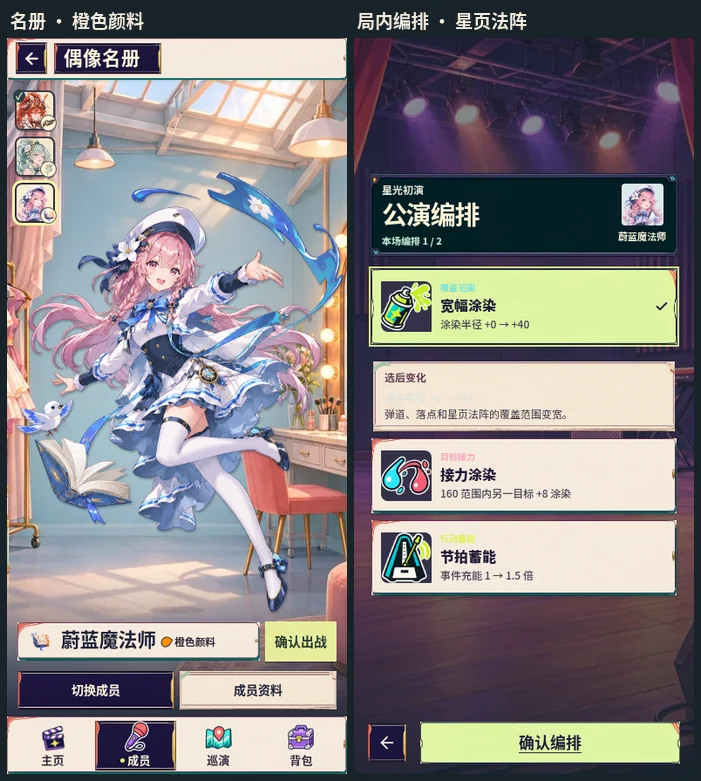 名册 • 橙色颜料
偶像名册
蔚蓝魔法师
橙色颜料
确认出战
切换成员
成员资料
主页
成员
巡演
背包
局内编排 • 星页法阵
星光初演
公演编排
本场编排 1 / 2
蔚蓝魔法师
覆盖范围
宽幅涂染
涂染半径 +0 → +40
选后变化
涂染半径 +0 → +40
弹道、落点和星页法阵的覆盖范围变宽。
目标接力
接力涂染
160 范围内另一目标 +8 涂染
行动蓄能
节拍蓄能
事件充能 1 → 1.5 倍
确认编排